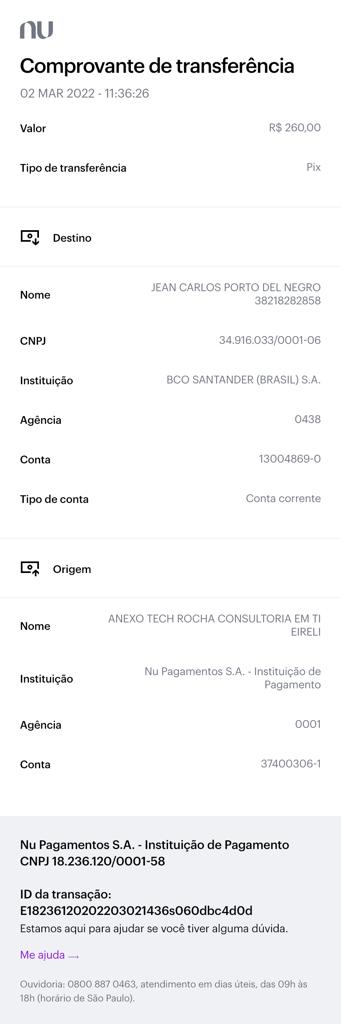 nu
Comprovante de transferência
02 MAR 2022 - 11:36:26
Valor R$ 260,00
Tipo de transferência Pix
Destino
Nome JEAN CARLOS PORTO DEL NEGRO
38218282858
CNPJ 34.916.033/0001-06
Instituição BCO SANTANDER (BRASIL) S.A.
Agência 0438
Conta 13004869-0
Tipo de conta Conta corrente
Origem
Nome ANEXO TECH ROCHA CONSULTORIA EM TI
EIRELI
Instituição Nu Pagamentos S.A. - Instituição de
Pagamento
Agência 0001
Conta 37400306-1
Nu Pagamentos S.A. - Instituição de Pagamento
CNPJ 18.236.120/0001-58
ID da transação:
E18236120202203021436s060dbc4d0d
Estamos aqui para ajudar se você tiver alguma dúvida.
Me ajuda →
Ouvidoria: 0800 887 0463, atendimento em dias úteis, das 09h às
18h (horário de São Paulo).